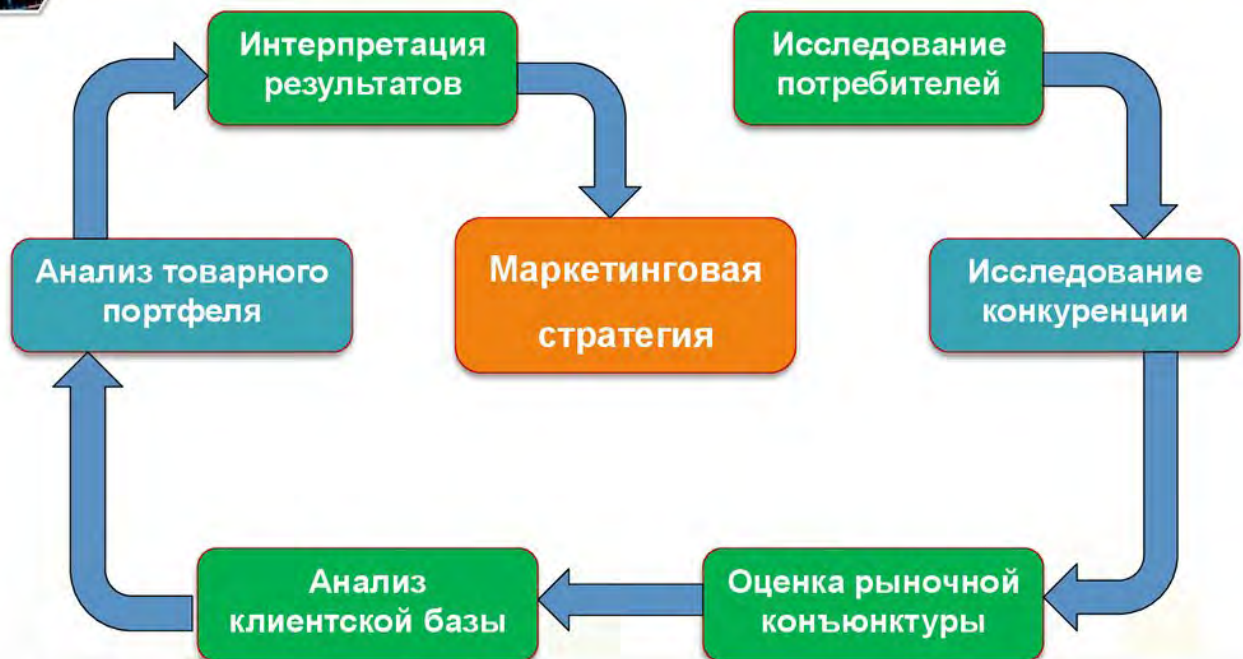 Интерпретация
результатов
Исследование
потребителей
Анализ товарного
портфеля
Маркетинговая
стратегия
Исследование
конкуренции
Анализ
клиентской базы
Оценка рыночной
конъюнктуры